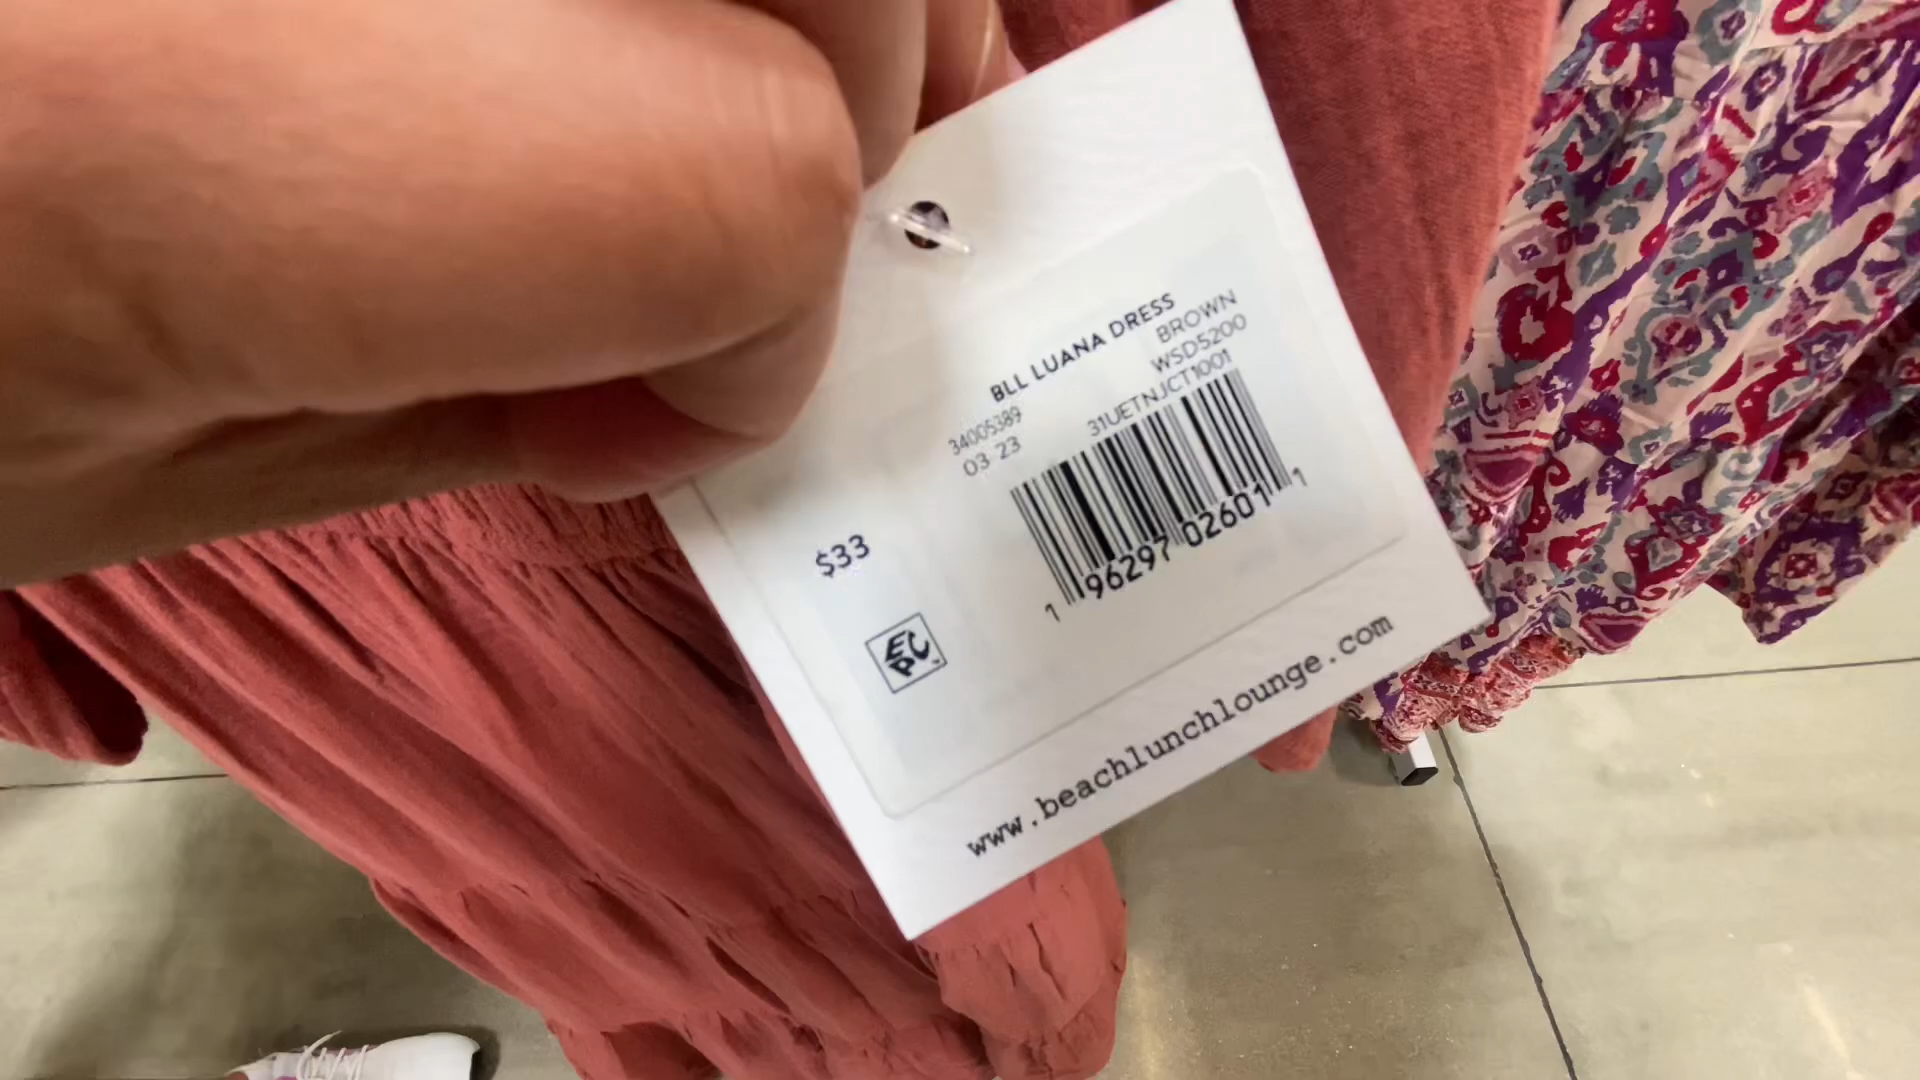 BLL LUANA DRESS
BROWN
34005389 WSD5200
03 23 31UETNJCT1001
1 96297 02601 1
$33
EPC
www.beachlunchlounge.com